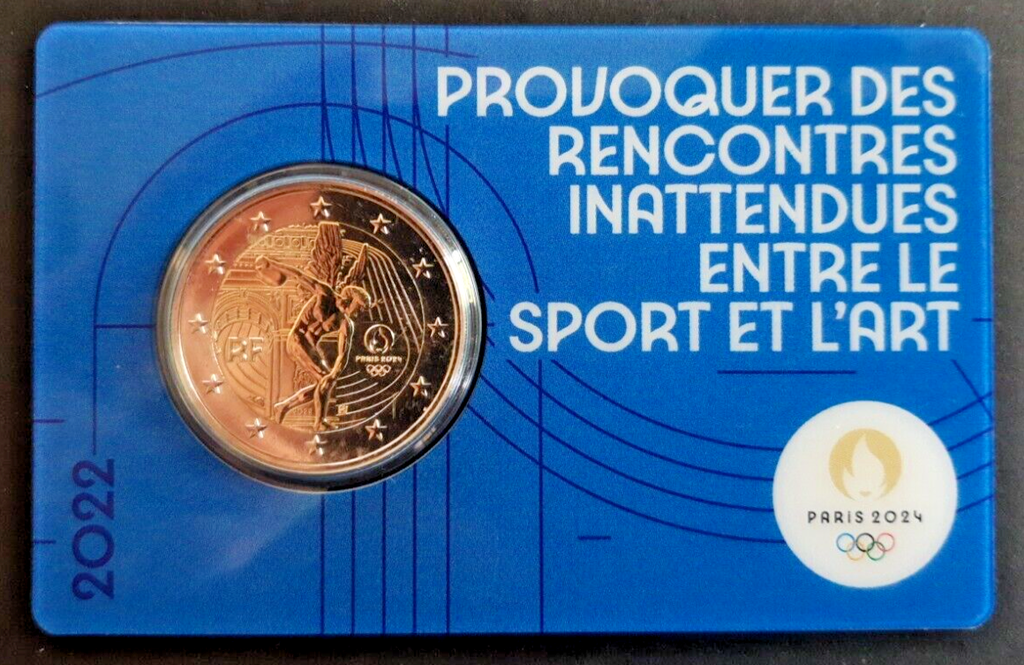 PROVOQUER DES
RENCONTRES
INATTENDUES
ENTRE LE
SPORT ET L'ART
RF
PARIS 2024
2022
PARIS 2024